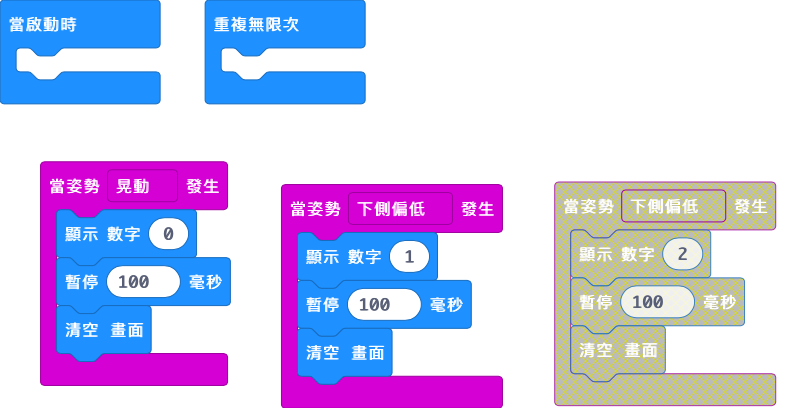 當啟動時
重複無限次
當姿勢 晃動 發生
顯示 數字 0
暫停 100 毫秒
清空 畫面
當姿勢 下側偏低 發生
顯示 數字 1
暫停 100 毫秒
清空 畫面
當姿勢 下側偏低 發生
顯示 數字 2
暫停 100 毫秒
清空 畫面